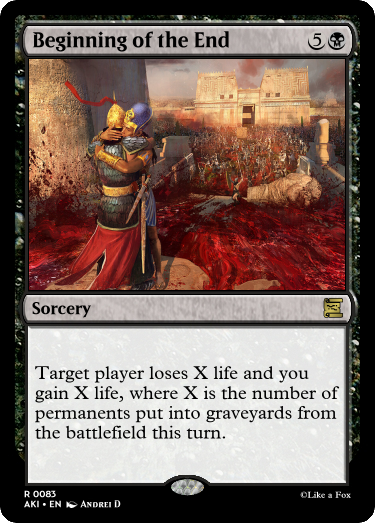 Beginning of the End 5
Sorcery
Target player loses X life and you
gain X life, where X is the number of
permanents put into graveyards from
the battlefield this turn.
R 0083
AKI • EN Andrei D
©Like a Fox